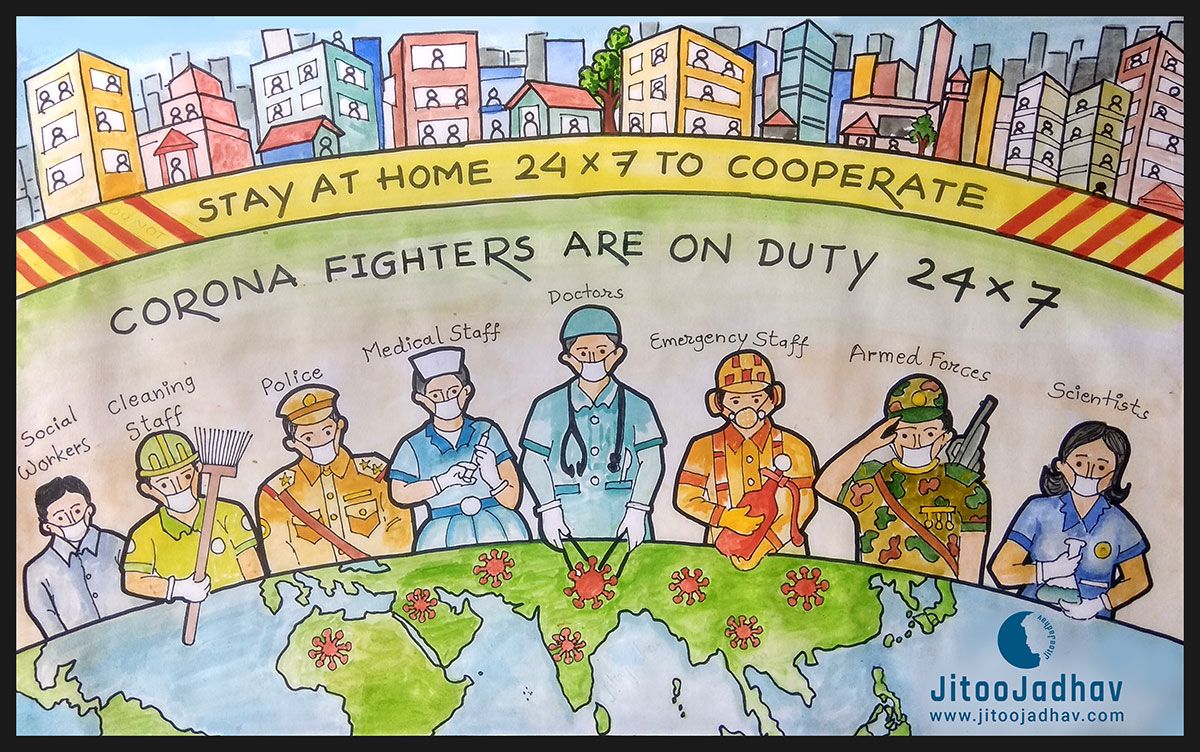 STAY AT HOME 24 x 7 TO COOPERATE
CORONA FIGHTERS ARE ON DUTY 24 x 7
Social
Workers
Cleaning
Staff
Police
Medical Staff
Doctors
Emergency Staff
Armed Forces
Scientists
JitooJadhav
JitooJadhav
www.jitoojadhav.com